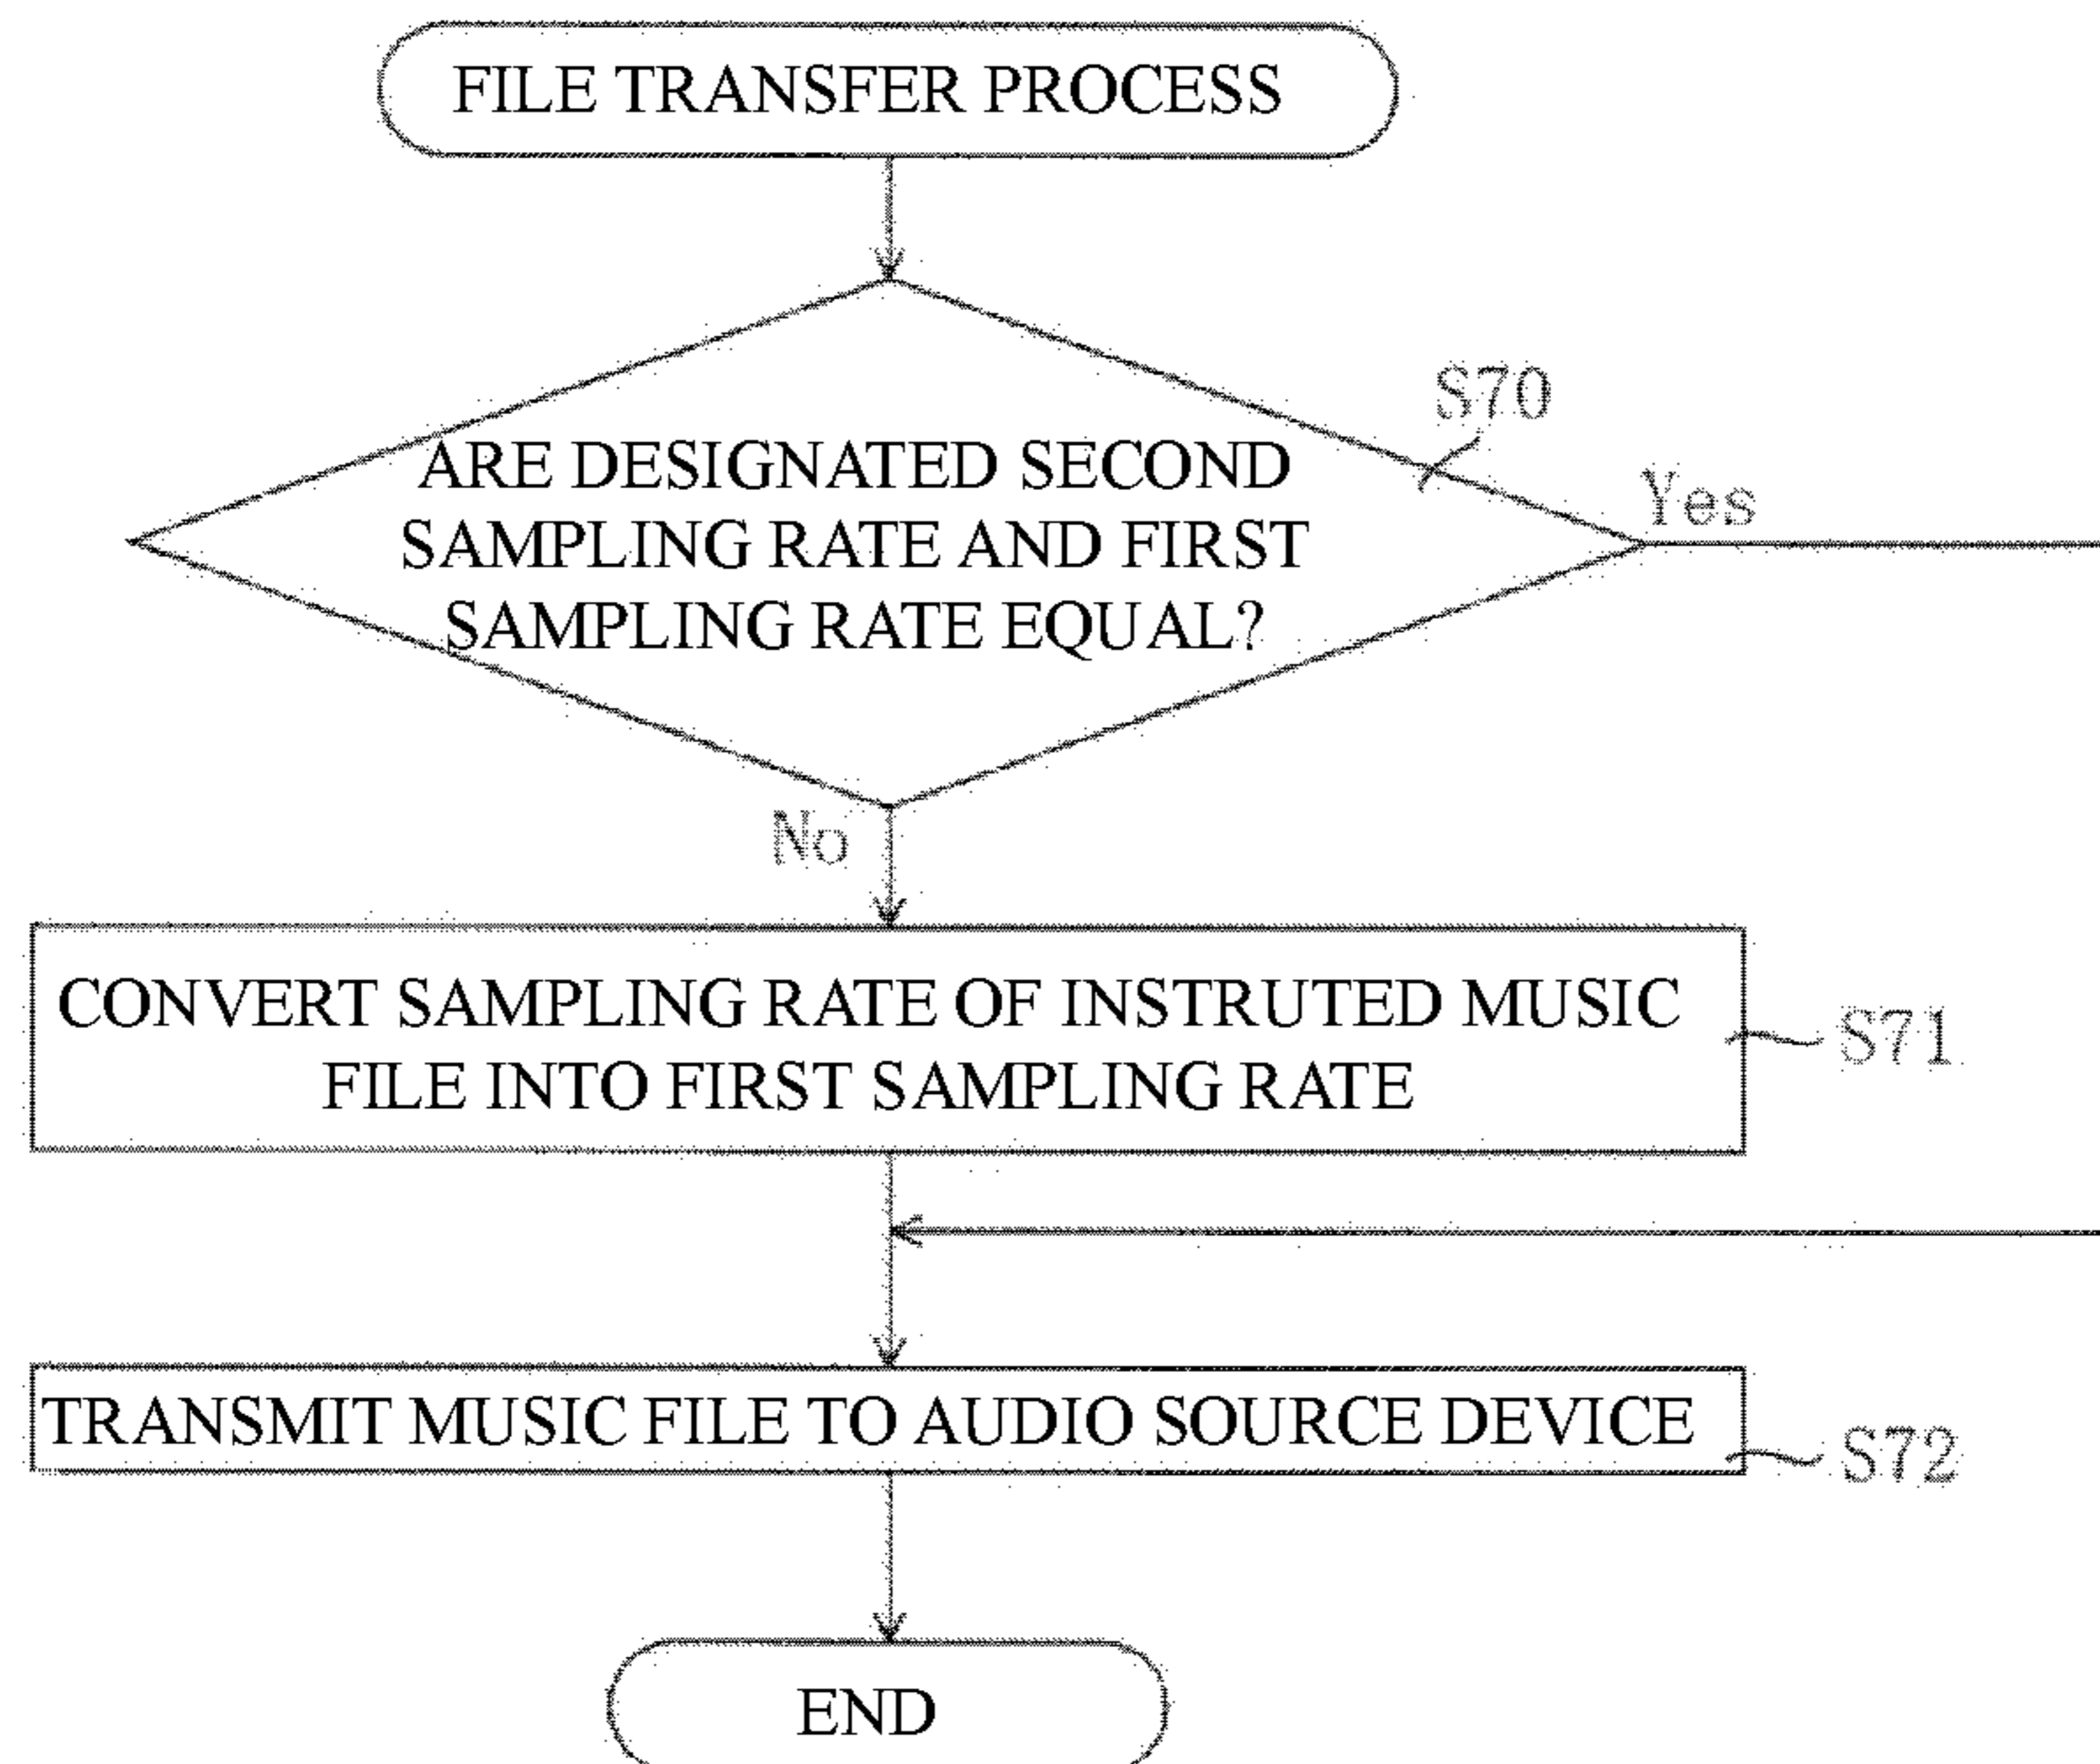 FILE TRANSFER PROCESS
S70
ARE DESIGNATED SECOND
SAMPLING RATE AND FIRST
SAMPLING RATE EQUAL?
Yes
No
CONVERT SAMPLING RATE OF INSTRUTED MUSIC
FILE INTO FIRST SAMPLING RATE
S71
TRANSMIT MUSIC FILE TO AUDIO SOURCE DEVICE
S72
END